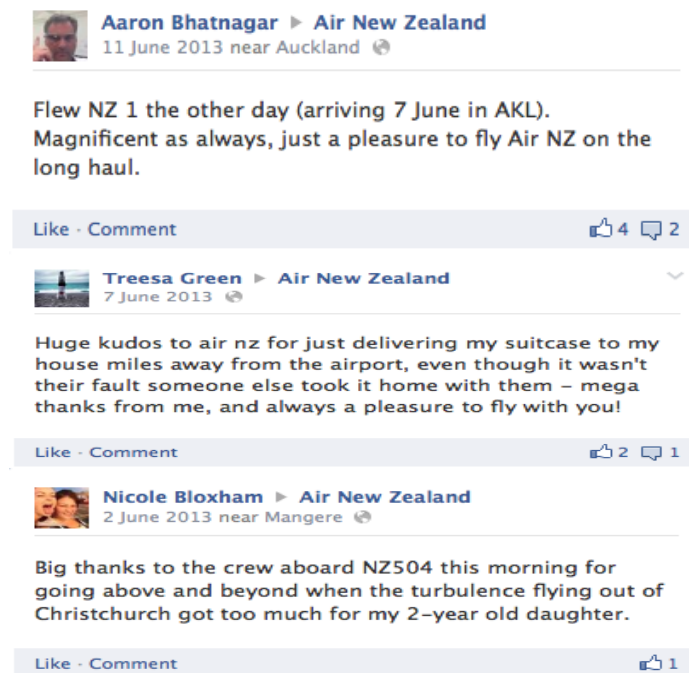 Aaron Bhatnagar ▶ Air New Zealand
11 June 2013 near Auckland
Flew NZ 1 the other day (arriving 7 June in AKL).
Magnificent as always, just a pleasure to fly Air NZ on the
long haul.
Like · Comment 4 2
Treesa Green ▶ Air New Zealand
7 June 2013
Huge kudos to air nz for just delivering my suitcase to my
house miles away from the airport, even though it wasn't
their fault someone else took it home with them – mega
thanks from me, and always a pleasure to fly with you!
Like · Comment 2 1
Nicole Bloxham ▶ Air New Zealand
2 June 2013 near Mangere
Big thanks to the crew aboard NZ504 this morning for
going above and beyond when the turbulence flying out of
Christchurch got too much for my 2-year old daughter.
Like · Comment 1